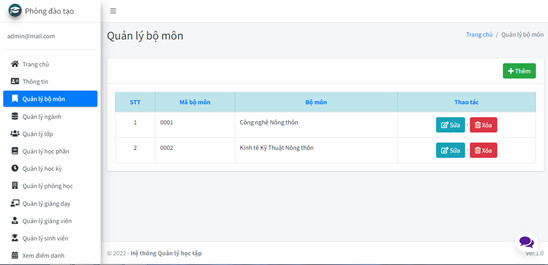 Phòng đào tạo
admin@mail.com
Trang chủ
Thông tin
Quản lý bộ môn
Quản lý ngành
Quản lý lớp
Quản lý học phần
Quản lý học kỳ
Quản lý phòng học
Quản lý giảng dạy
Quản lý giảng viên
Quản lý sinh viên
Xem điểm danh
Quản lý bộ môn
Trang chủ / Quản lý bộ môn
Thêm
STT Mã bộ môn Bộ môn Thao tác
1 0001 Công nghệ Nông thôn Sửa - Xóa
2 0002 Kinh tế Kỹ Thuật Nông thôn Sửa - Xóa
© 2022 - Hệ thống Quản lý học tập
Ver.1.0